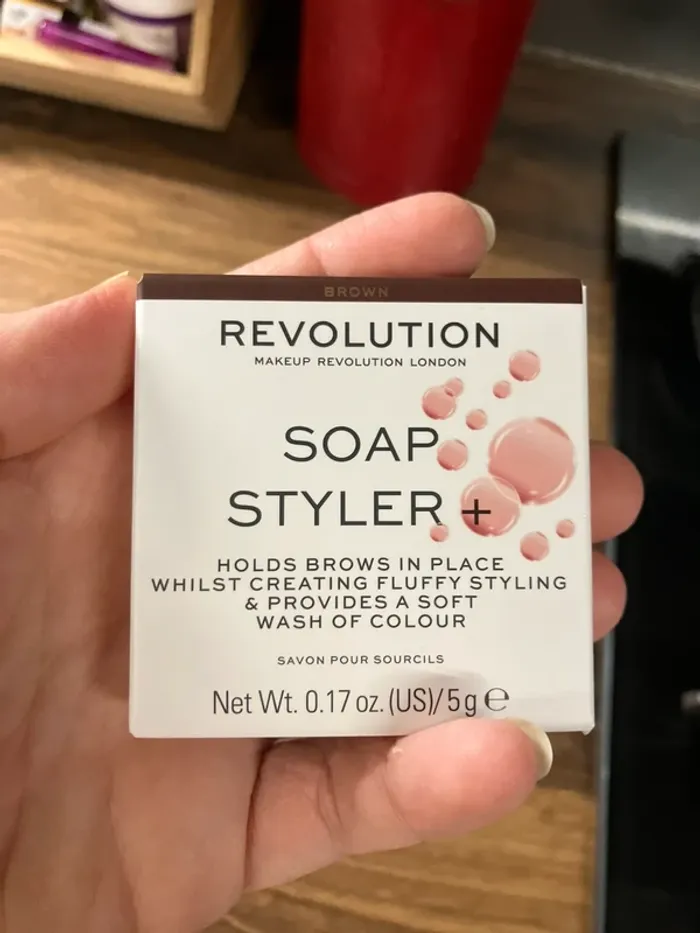 BROWN
REVOLUTION
MAKEUP REVOLUTION LONDON
SOAP
STYLER +
HOLDS BROWS IN PLACE
WHILST CREATING FLUFFY STYLING
& PROVIDES A SOFT
WASH OF COLOUR
SAVON POUR SOURCILS
Net Wt. 0.17 oz. (US)/5g ℮